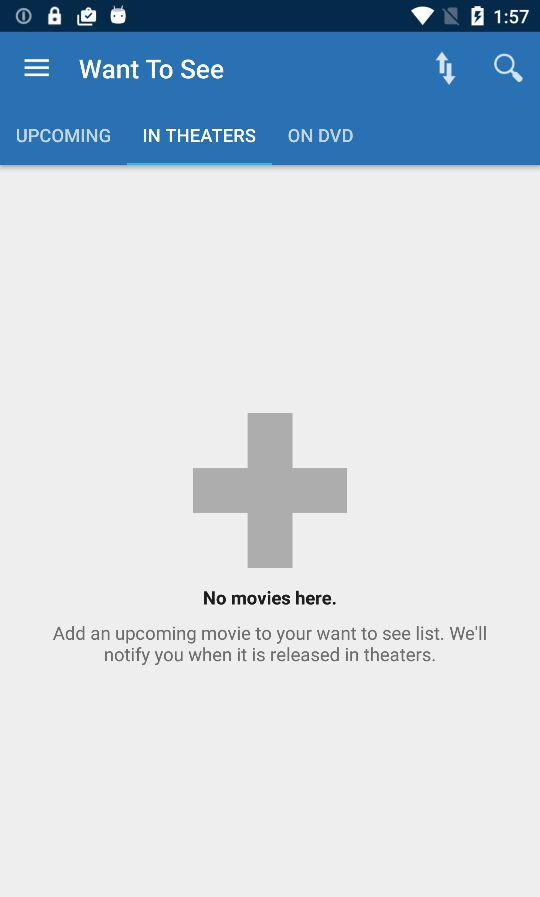 1:57
Want To See
UPCOMING IN THEATERS ON DVD
No movies here.
Add an upcoming movie to your want to see list. We'll
notify you when it is released in theaters.